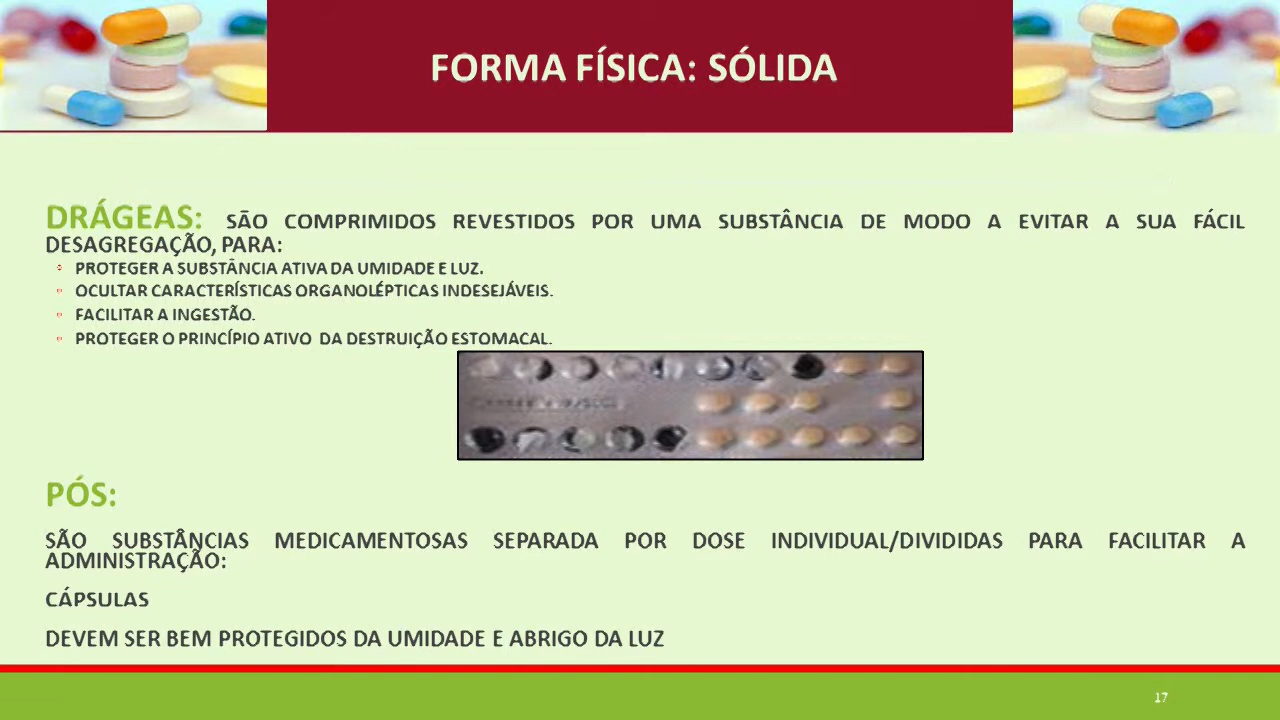 FORMA FÍSICA: SÓLIDA
DRÁGEAS: SÃO COMPRIMIDOS REVESTIDOS POR UMA SUBSTÂNCIA DE MODO A EVITAR A SUA FÁCIL
DESAGREGAÇÃO, PARA:
PROTEGER A SUBSTÂNCIA ATIVA DA UMIDADE E LUZ.
OCULTAR CARACTERÍSTICAS ORGANOLÉPTICAS INDESEJÁVEIS.
FACILITAR A INGESTÃO.
PROTEGER O PRINCÍPIO ATIVO DA DESTRUIÇÃO ESTOMACAL.
PÓS:
SÃO SUBSTÂNCIAS MEDICAMENTOSAS SEPARADA POR DOSE INDIVIDUAL/DIVIDIDAS PARA FACILITAR A
ADMINISTRAÇÃO:
CÁPSULAS
DEVEM SER BEM PROTEGIDOS DA UMIDADE E ABRIGO DA LUZ
17